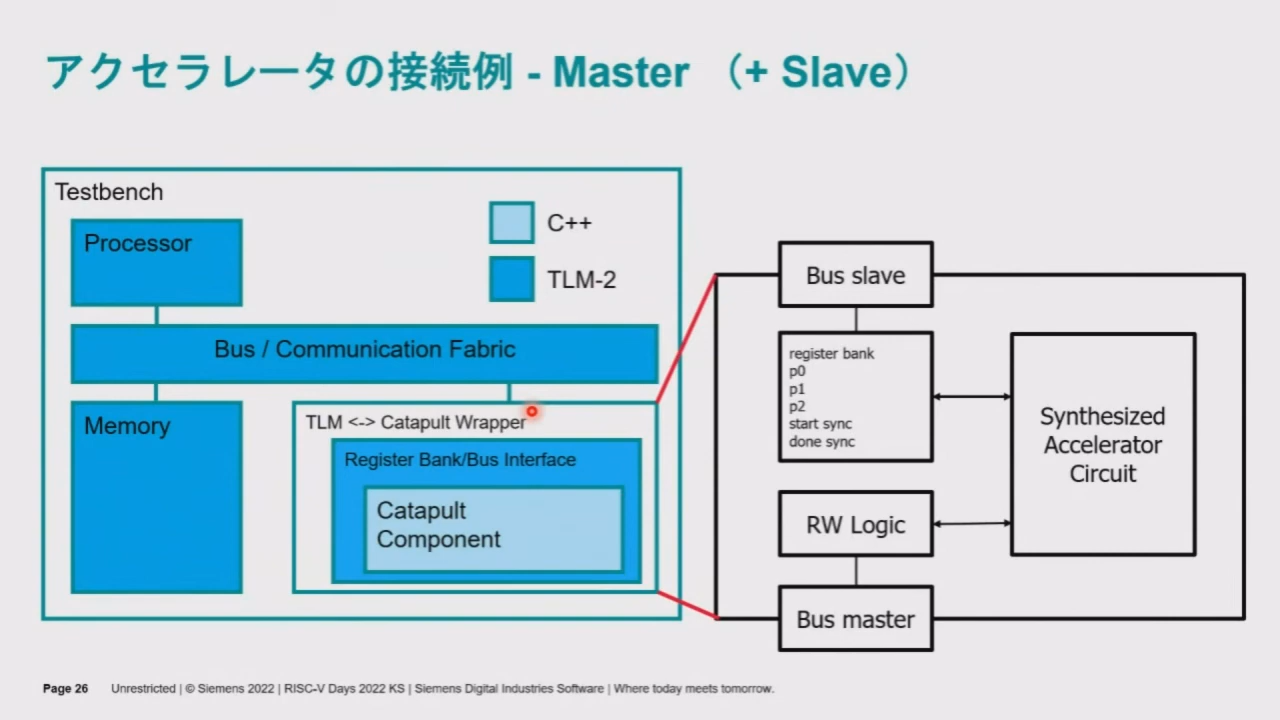 アクセラレータの接続例 - Master （+ Slave）
Testbench
Processor
C++
TLM-2
Bus / Communication Fabric
Memory
TLM <-> Catapult Wrapper
Register Bank/Bus Interface
Catapult
Component
Bus slave
register bank
p0
p1
p2
start sync
done sync
Synthesized
Accelerator
Circuit
RW Logic
Bus master
Page 26 Unrestricted | © Siemens 2022 | RISC-V Days 2022 KS | Siemens Digital Industries Software | Where today meets tomorrow.